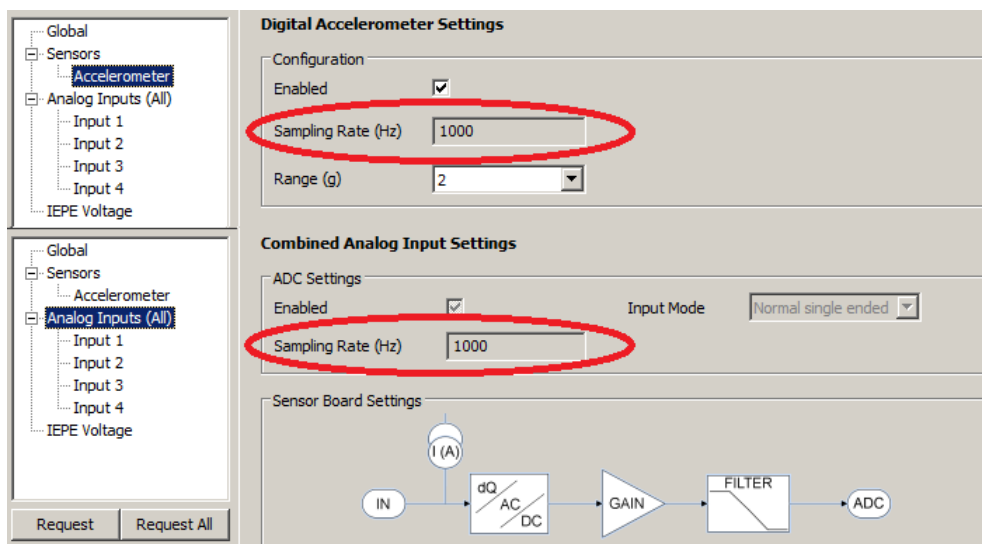 Global
Sensors
Accelerometer
Analog Inputs (All)
Input 1
Input 2
Input 3
Input 4
IEPE Voltage
Digital Accelerometer Settings
Configuration
Enabled
Sampling Rate (Hz) 1000
Range (g) 2
Global
Sensors
Accelerometer
Analog Inputs (All)
Input 1
Input 2
Input 3
Input 4
IEPE Voltage
Request Request All
Combined Analog Input Settings
ADC Settings
Enabled Input Mode Normal single ended
Sampling Rate (Hz) 1000
Sensor Board Settings
I (A)
IN
dQ
AC
DC
GAIN
FILTER
ADC